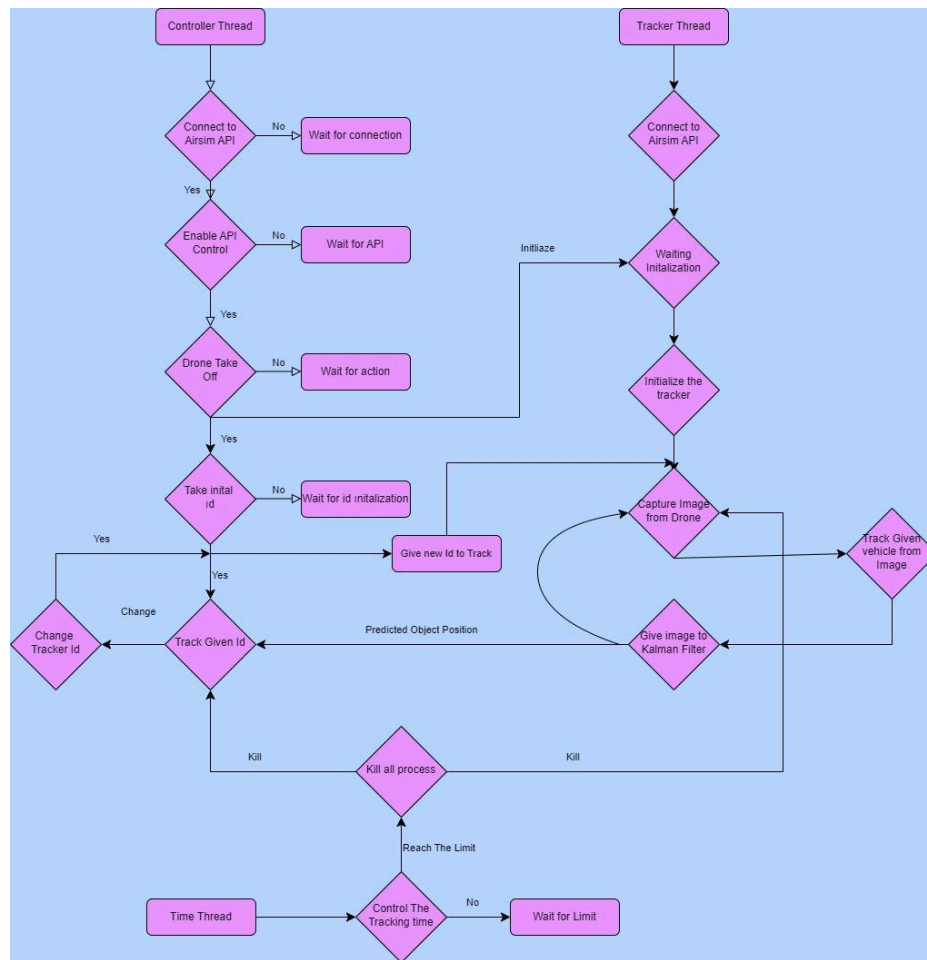 Controller Thread
Tracker Thread
Connect to
Airsim API
No
Wait for connection
Connect to
Airsim API
Yes
Enable API
Control
No
Wait for API
Initliaze
Waiting
Initalization
Yes
Drone Take
Off
No
Wait for action
Initialize the
tracker
Yes
Take inital
id
No
Wait for id initalization
Capture Image
from Drone
Yes
Give new Id to Track
Track Given
vehicle from
Image
Yes
Change
Change
Tracker Id
Track Given Id
Predicted Object Position
Give image to
Kalman Filter
Kill
Kill all process
Kill
Reach The Limit
Time Thread
Control The
Tracking time
No
Wait for Limit